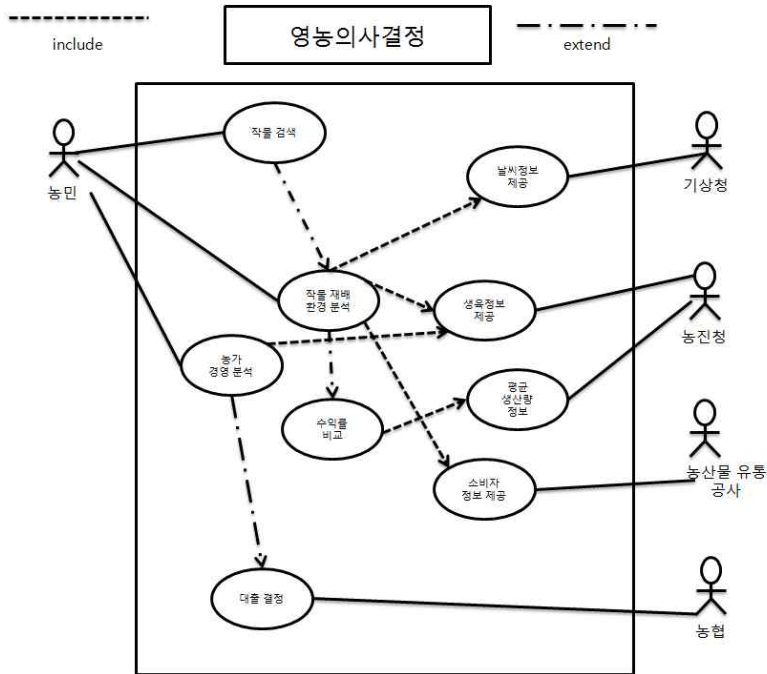 include
영농의사결정
extend
농민
작물 검색
날씨정보
제공
기상청
작물 재배
환경 분석
생육정보
제공
농진청
농가
경영 분석
수익률
비교
평균
생산량
정보
소비자
정보 제공
농산물 유통
공사
대출 결정
농협